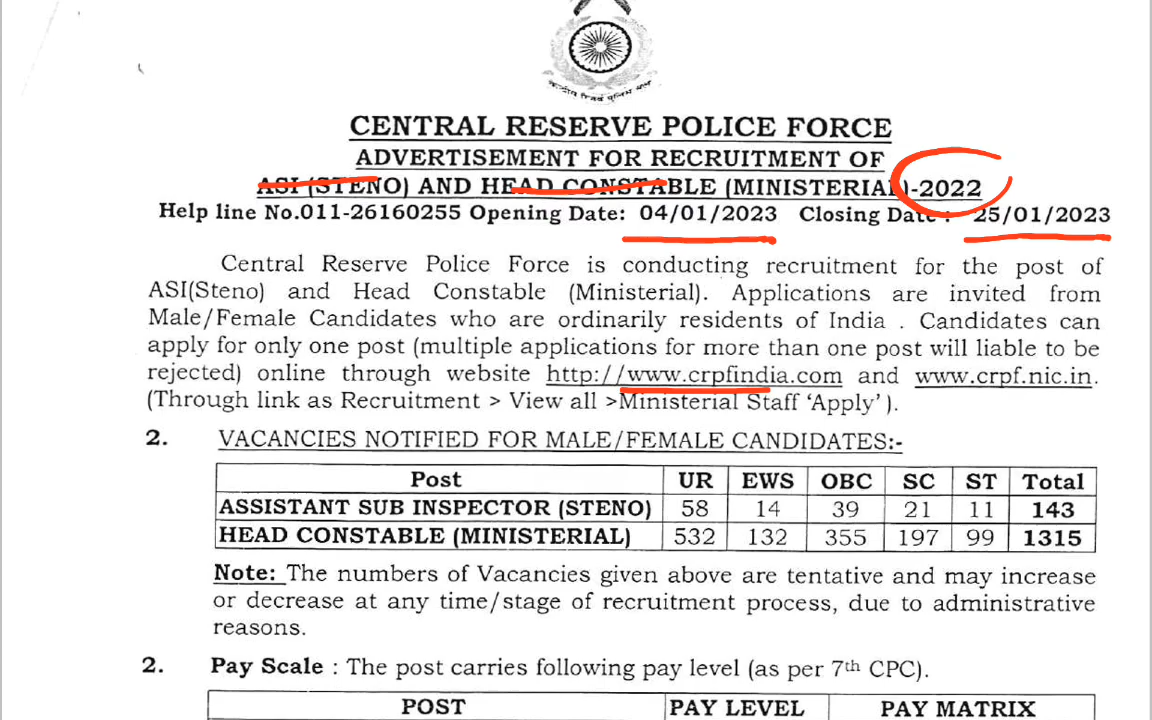 केन्द्रीय रिजर्व पुलिस बल
CENTRAL RESERVE POLICE FORCE
ADVERTISEMENT FOR RECRUITMENT OF
ASI (STENO) AND HEAD CONSTABLE (MINISTERIAL)-2022
Help line No.011-26160255 Opening Date: 04/01/2023 Closing Date : 25/01/2023
Central Reserve Police Force is conducting recruitment for the post of
ASI(Steno) and Head Constable (Ministerial). Applications are invited from
Male/Female Candidates who are ordinarily residents of India . Candidates can
apply for only one post (multiple applications for more than one post will liable to be
rejected) online through website http://www.crpfindia.com and www.crpf.nic.in.
(Through link as Recruitment > View all >Ministerial Staff ‘Apply’ ).
2. VACANCIES NOTIFIED FOR MALE/FEMALE CANDIDATES:-
Post UR EWS OBC SC ST Total
ASSISTANT SUB INSPECTOR (STENO) 58 14 39 21 11 143
HEAD CONSTABLE (MINISTERIAL) 532 132 355 197 99 1315
Note: The numbers of Vacancies given above are tentative and may increase
or decrease at any time/stage of recruitment process, due to administrative
reasons.
2. Pay Scale : The post carries following pay level (as per 7th CPC).
POST PAY LEVEL PAY MATRIX